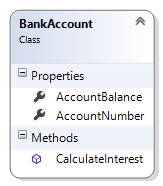 BankAccount
Class
Properties
AccountBalance
AccountNumber
Methods
CalculateInterest